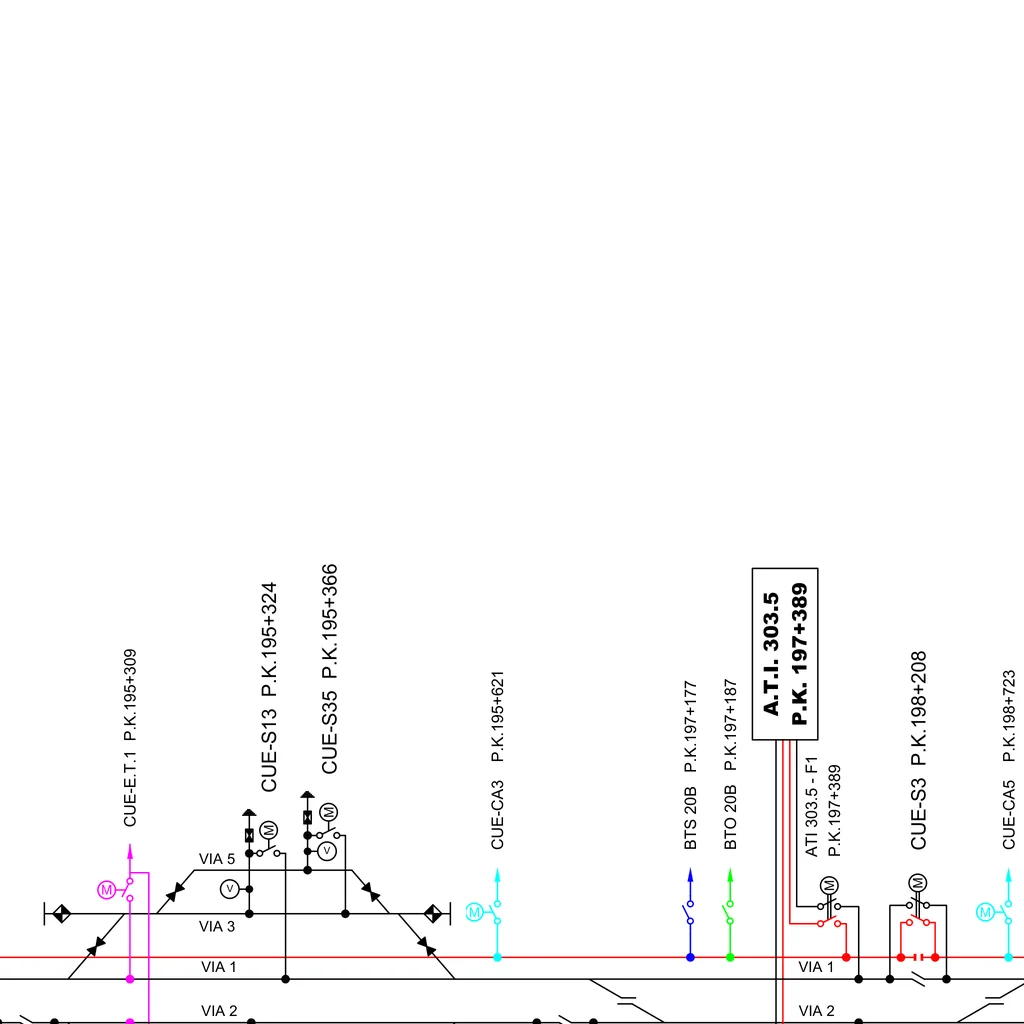 CUE-E.T.1 P.K.195+309
CUE-S13 P.K.195+324
CUE-S35 P.K.195+366
CUE-CA3 P.K.195+621
BTS 20B P.K.197+177
BTO 20B P.K.197+187
A.T.I. 303.5
P.K. 197+389
ATI 303.5 - F1
P.K.197+389
CUE-S3 P.K.198+208
CUE-CA5 P.K.198+723
M
M
V
VIA 5
M
V
M
M
M
M
M
VIA 3
VIA 1
VIA 1
VIA 2
VIA 2